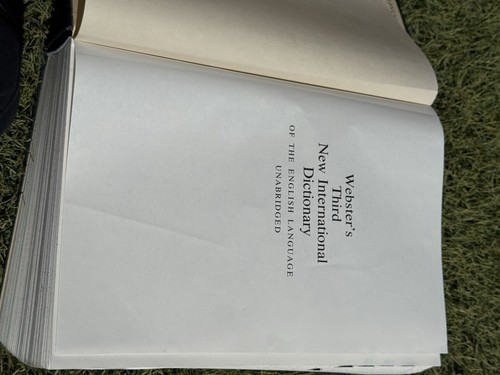 Webster's
Third
New International
Dictionary
OF THE ENGLISH LANGUAGE
UNABRIDGED